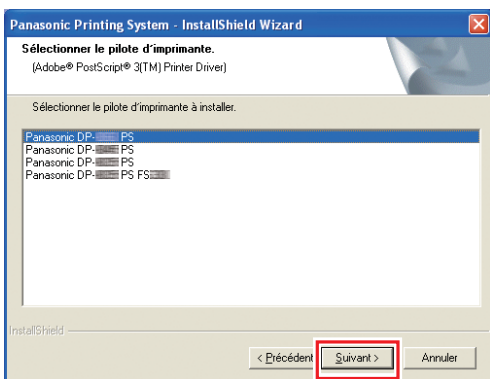 Panasonic Printing System - InstallShield Wizard
Sélectionner le pilote d'imprimante.
(Adobe® PostScript® 3(TM) Printer Driver)
Sélectionner le pilote d'imprimante à installer.
Panasonic DP- PS
Panasonic DP- PS
Panasonic DP- PS
Panasonic DP- PS FS
InstallShield
< Précédent
Suivant >
Annuler